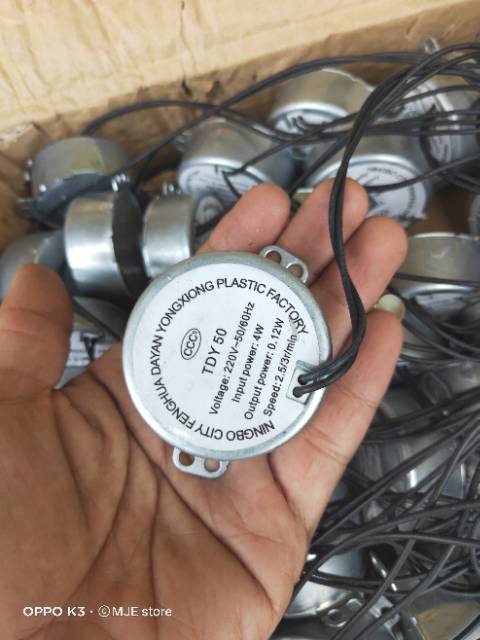 NINGBO CITY FENGHUA DAYAN YONGXIONG PLASTIC FACTORY
CCC
TDY 50
Voltage: 220V~50/60Hz
Input power: 4W
Output power: 0.12W
Speed: 2.5/3r/min
OPPO K3 · ©MJE store